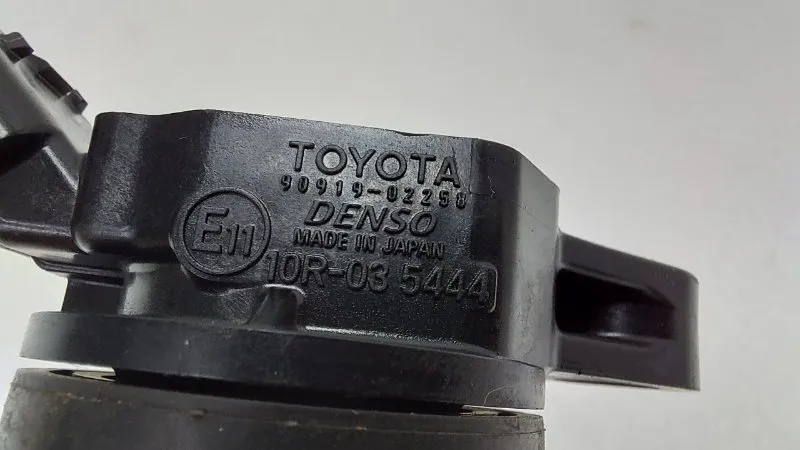 TOYOTA
90919-02258
DENSO
MADE IN JAPAN
E11
10R-03 5444